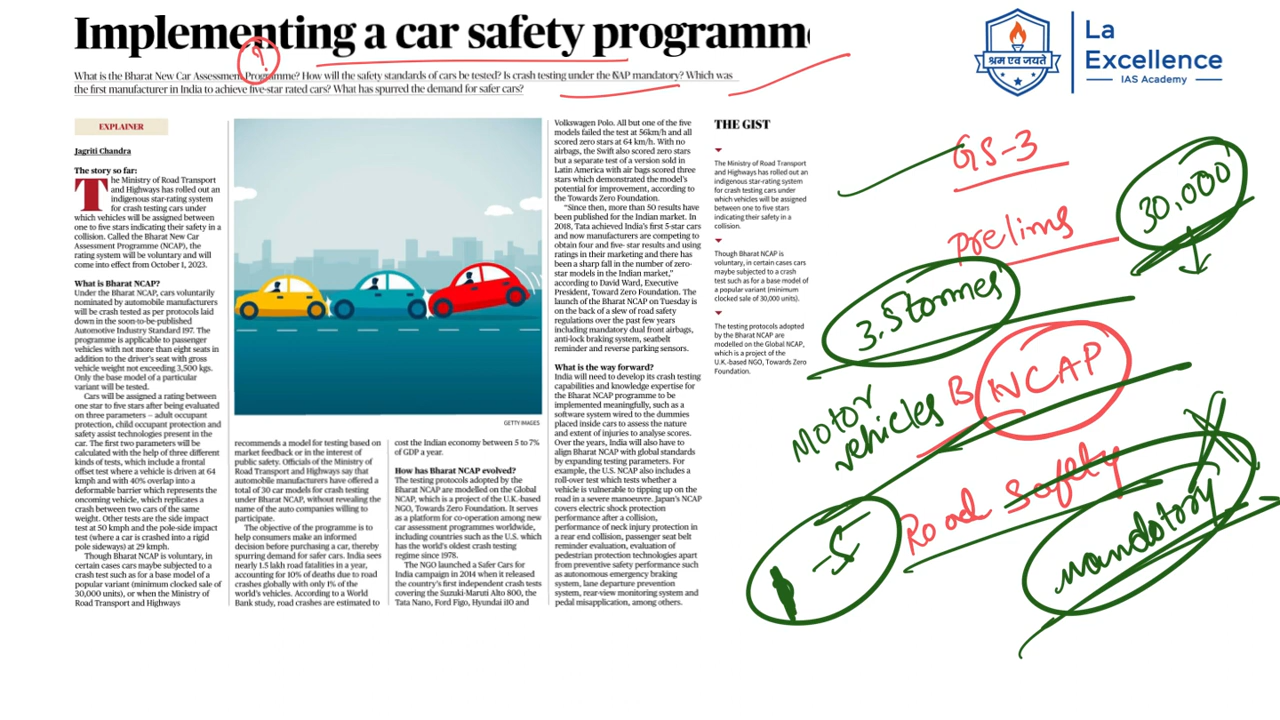 Implementing a car safety programm
What is the Bharat New Car Assessment Programme? How will the safety standards of cars be tested? Is crash testing under the NAP mandatory? Which was
the first manufacturer in India to achieve five-star rated cars? What has spurred the demand for safer cars?
EXPLAINER
Jagriti Chandra
The story so far:
The Ministry of Road Transport
and Highways has rolled out an
indigenous star-rating system
for crash testing cars under
which vehicles will be assigned between
one to five stars indicating their safety in a
collision. Called the Bharat New Car
Assessment Programme (NCAP), the
rating system will be voluntary and will
come into effect from October 1, 2023.
What is Bharat NCAP?
Under the Bharat NCAP, cars voluntarily
nominated by automobile manufacturers
will be crash tested as per protocols laid
down in the soon-to-be-published
Automotive Industry Standard 197. The
programme is applicable to passenger
vehicles with not more than eight seats in
addition to the driver's seat with gross
vehicle weight not exceeding 3,500 kgs.
Only the base model of a particular
variant will be tested.
Cars will be assigned a rating between
one star to five stars after being evaluated
on three parameters – adult occupant
protection, child occupant protection and
safety assist technologies present in the
car. The first two parameters will be
calculated with the help of three different
kinds of tests, which include a frontal
offset test where a vehicle is driven at 64
kmph and with 40% overlap into a
deformable barrier which represents the
oncoming vehicle, which replicates a
crash between two cars of the same
weight. Other tests are the side impact
test at 50 kmph and the pole-side impact
test (where a car is crashed into a rigid
pole sideways) at 29 kmph.
Though Bharat NCAP is voluntary, in
certain cases cars maybe subjected to a
crash test such as for a base model of a
popular variant (minimum clocked sale of
30,000 units), or when the Ministry of
Road Transport and Highways
GETTY IMAGES
recommends a model for testing based on
market feedback or in the interest of
public safety. Officials of the Ministry of
Road Transport and Highways say that
automobile manufacturers have offered a
total of 30 car models for crash testing
under Bharat NCAP, without revealing the
name of the auto companies willing to
participate.
The objective of the programme is to
help consumers make an informed
decision before purchasing a car, thereby
spurring demand for safer cars. India sees
nearly 1.5 lakh road fatalities in a year,
accounting for 10% of deaths due to road
crashes globally with only 1% of the
world's vehicles. According to a World
Bank study, road crashes are estimated to
cost the Indian economy between 5 to 7%
of GDP a year.
How has Bharat NCAP evolved?
The testing protocols adopted by the
Bharat NCAP are modelled on the Global
NCAP, which is a project of the U.K.-based
NGO, Towards Zero Foundation. It serves
as a platform for co-operation among new
car assessment programmes worldwide,
including countries such as the U.S. which
has the world's oldest crash testing
regime since 1978.
The NGO launched a Safer Cars for
India campaign in 2014 when it released
the country's first independent crash tests
covering the Suzuki-Maruti Alto 800, the
Tata Nano, Ford Figo, Hyundai i10 and
Volkswagen Polo. All but one of the five
models failed the test at 56km/h and all
scored zero stars at 64 km/h. With no
airbags, the Swift also scored zero stars
but a separate test of a version sold in
Latin America with air bags scored three
stars which demonstrated the model's
potential for improvement, according to
the Towards Zero Foundation.
"Since then, more than 50 results have
been published for the Indian market. In
2018, Tata achieved India's first 5-star cars
and now manufacturers are competing to
obtain four and five- star results and using
ratings in their marketing and there has
been a sharp fall in the number of zero-
star models in the Indian market,"
according to David Ward, Executive
President, Toward Zero Foundation. The
launch of the Bharat NCAP on Tuesday is
on the back of a slew of road safety
regulations over the past few years
including mandatory dual front airbags,
anti-lock braking system, seatbelt
reminder and reverse parking sensors.
What is the way forward?
India will need to develop its crash testing
capabilities and knowledge expertise for
the Bharat NCAP programme to be
implemented meaningfully, such as a
software system wired to the dummies
placed inside cars to assess the nature
and extent of injuries to analyse scores.
Over the years, India will also have to
align Bharat NCAP with global standards
by expanding testing parameters. For
example, the U.S. NCAP also includes a
roll-over test which tests whether a
vehicle is vulnerable to tipping up on the
road in a severe manoeuvre. Japan's NCAP
covers electric shock protection
performance after a collision,
performance of neck injury protection in
a rear end collision, passenger seat belt
reminder evaluation, evaluation of
pedestrian protection technologies apart
from preventive safety performance such
as autonomous emergency braking
system, lane departure prevention
system, rear-view monitoring system and
pedal misapplication, among others.
THE GIST
The Ministry of Road Transport
and Highways has rolled out an
indigenous star-rating system
for crash testing cars under
which vehicles will be assigned
between one to five stars
indicating their safety in a
collision.
Though Bharat NCAP is
voluntary, in certain cases cars
maybe subjected to a crash
test such as for a base model of
a popular variant (minimum
clocked sale of 30,000 units).
The testing protocols adopted
by the Bharat NCAP are
modelled on the Global NCAP,
which is a project of the
U.K.-based NGO, Towards Zero
Foundation.
श्रम एव जयते
La
Excellence
IAS Academy
?
GS-3
Prelims
30,000
3.5 tonnes
Motor
vehicles
B NCAP
Road Safety
mandatory
1-5